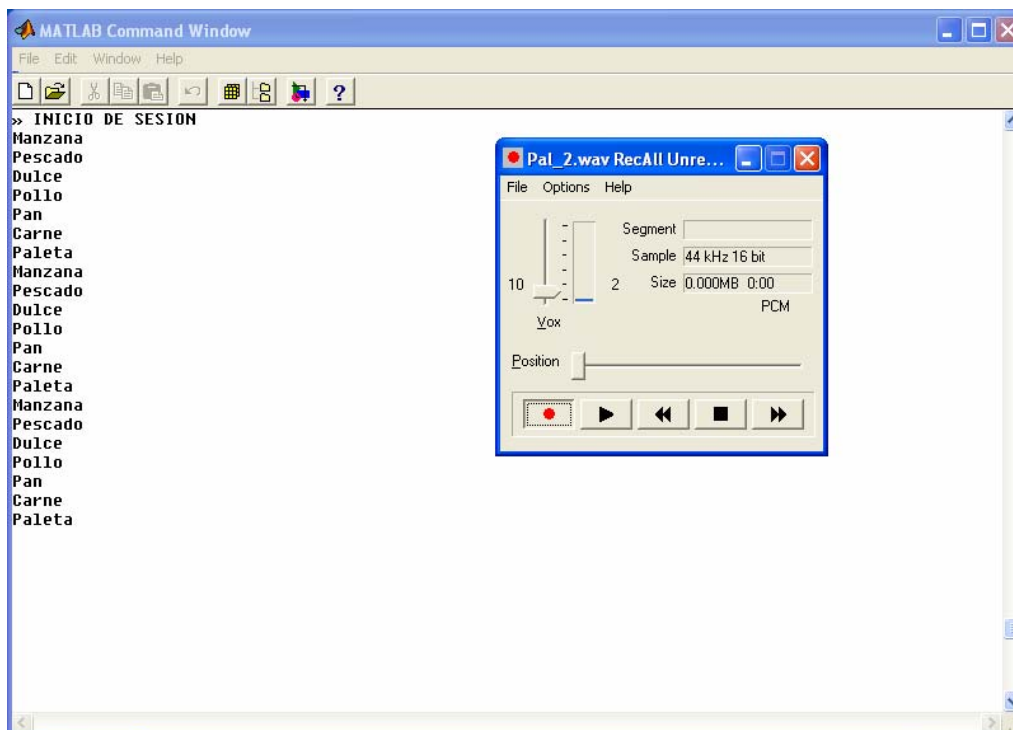 MATLAB Command Window
File Edit Window Help
» INICIO DE SESION
Manzana
Pescado
Dulce
Pollo
Pan
Carne
Paleta
Manzana
Pescado
Dulce
Pollo
Pan
Carne
Paleta
Manzana
Pescado
Dulce
Pollo
Pan
Carne
Paleta
Pal_2.wav RecAll Unre...
File Options Help
Segment
Sample 44 kHz 16 bit
10 2 Size 0.000MB 0:00
PCM
Vox
Position